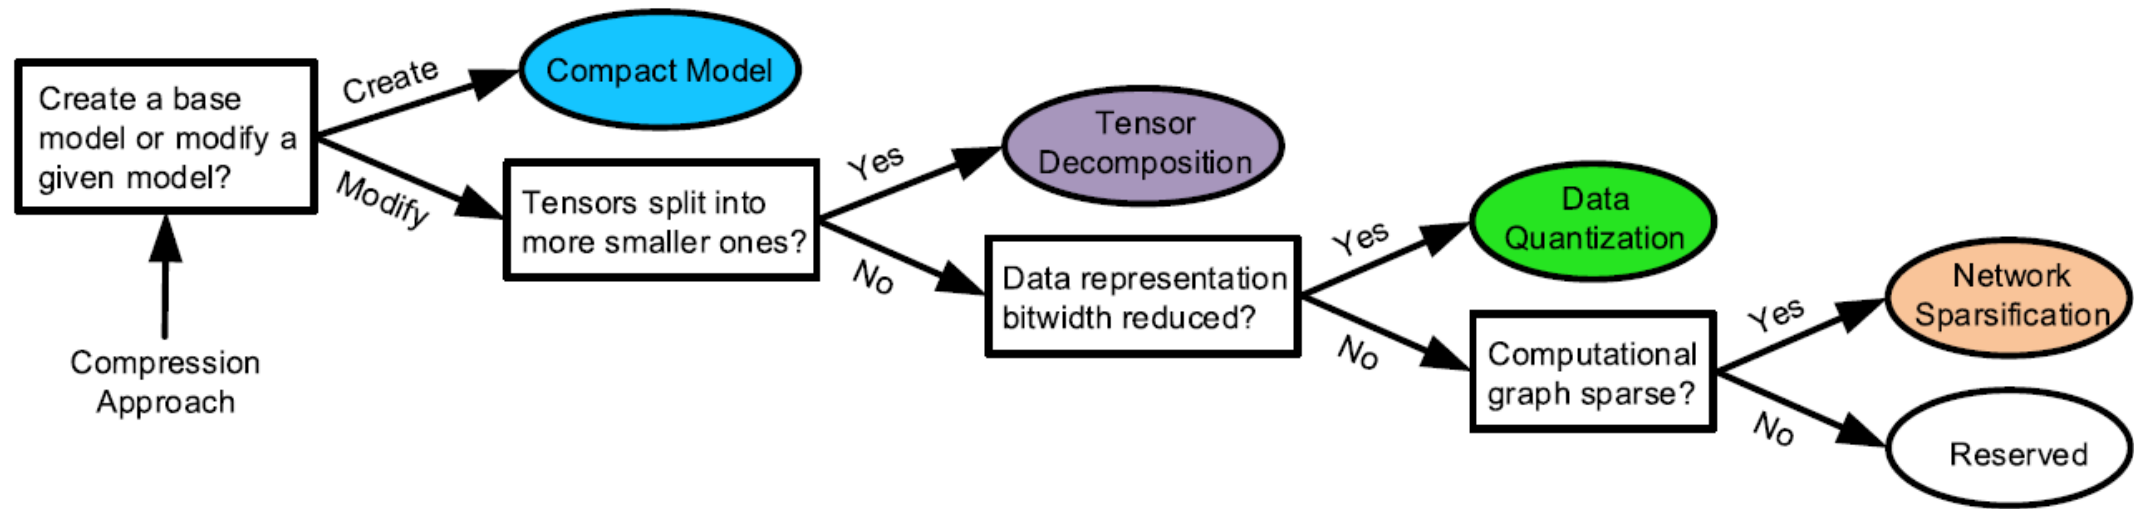 Create a base
model or modify a
given model?
Compression
Approach
Create
Modify
Compact Model
Tensors split into
more smaller ones?
Yes
No
Tensor
Decomposition
Data representation
bitwidth reduced?
Yes
No
Data
Quantization
Computational
graph sparse?
Yes
No
Network
Sparsification
Reserved